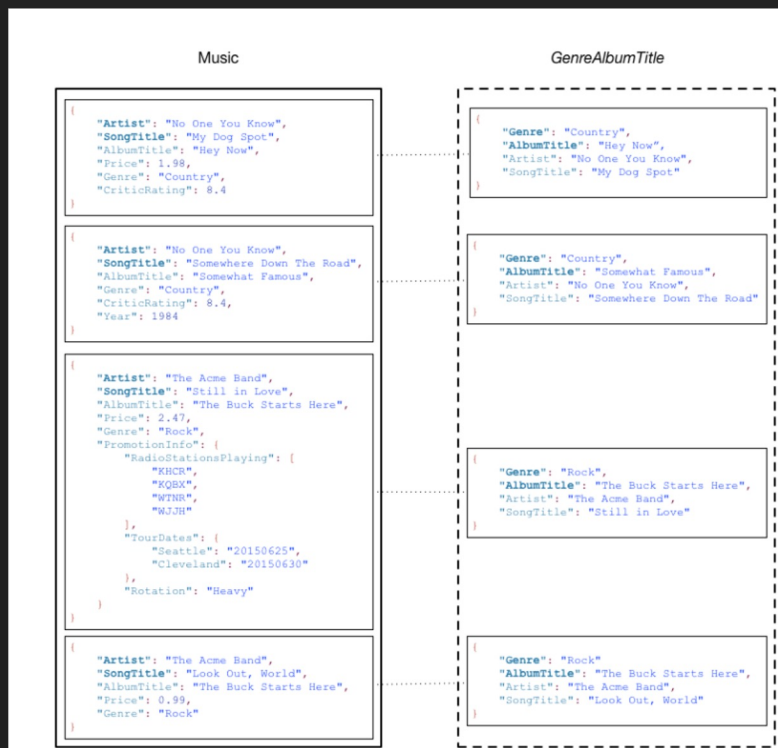 Music
{
"Artist": "No One You Know",
"SongTitle": "My Dog Spot",
"AlbumTitle": "Hey Now",
"Price": 1.98,
"Genre": "Country",
"CriticRating": 8.4
}
{
"Artist": "No One You Know",
"SongTitle": "Somewhere Down The Road",
"AlbumTitle": "Somewhat Famous",
"Genre": "Country",
"CriticRating": 8.4,
"Year": 1984
}
{
"Artist": "The Acme Band",
"SongTitle": "Still in Love",
"AlbumTitle": "The Buck Starts Here",
"Price": 2.47,
"Genre": "Rock",
"PromotionInfo": {
"RadioStationsPlaying": [
"KHCR",
"KQBX",
"WTNR",
"WJJH"
],
"TourDates": {
"Seattle": "20150625",
"Cleveland": "20150630"
},
"Rotation": "Heavy"
}
}
{
"Artist": "The Acme Band",
"SongTitle": "Look Out, World",
"AlbumTitle": "The Buck Starts Here",
"Price": 0.99,
"Genre": "Rock"
}
GenreAlbumTitle
{
"Genre": "Country",
"AlbumTitle": "Hey Now",
"Artist": "No One You Know",
"SongTitle": "My Dog Spot"
}
{
"Genre": "Country",
"AlbumTitle": "Somewhat Famous",
"Artist": "No One You Know",
"SongTitle": "Somewhere Down The Road"
}
{
"Genre": "Rock",
"AlbumTitle": "The Buck Starts Here",
"Artist": "The Acme Band",
"SongTitle": "Still in Love"
}
{
"Genre": "Rock"
"AlbumTitle": "The Buck Starts Here",
"Artist": "The Acme Band",
"SongTitle": "Look Out, World"
}